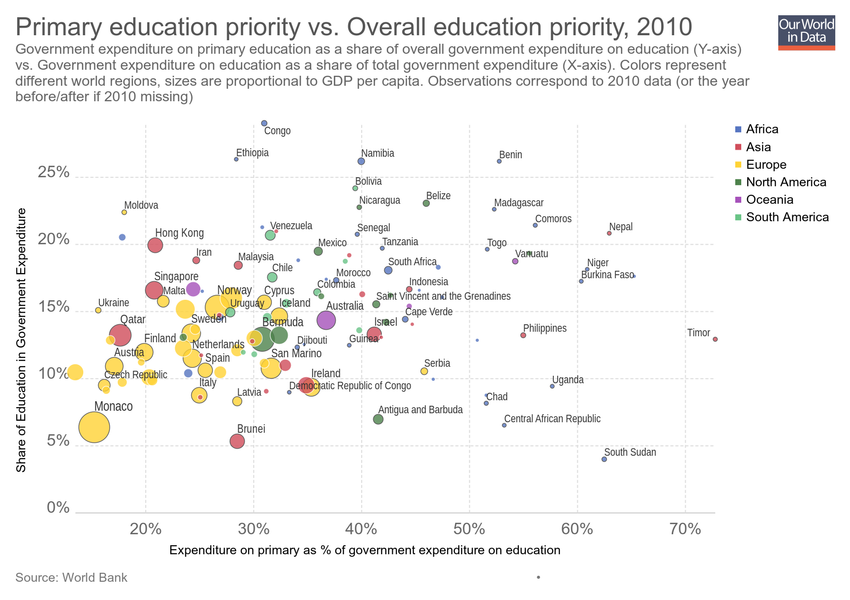 Primary education priority vs. Overall education priority, 2010
Our World
in Data
Government expenditure on primary education as a share of overall government expenditure on education (Y-axis)
vs. Government expenditure on education as a share of total government expenditure (X-axis). Colors represent
different world regions, sizes are proportional to GDP per capita. Observations correspond to 2010 data (or the year
before/after if 2010 missing)
Share of Education in Government Expenditure
25%
20%
15%
10%
5%
0%
Congo
Ethiopia
Namibia
Benin
Bolivia
Nicaragua
Belize
Moldova
Madagascar
Comoros
Hong Kong
Venezuela
Senegal
Nepal
Mexico
Tanzania
Togo
Iran
Malaysia
Vanuatu
Chile
South Africa
Niger
Morocco
Burkina Faso
Singapore
Colombia
Indonesia
Malta
Norway
Cyprus
Saint Vincent and the Grenadines
Ukraine
Uruguay
Iceland
Australia
Cape Verde
Qatar
Sweden
Bermuda
Israel
Philippines
Timor
Finland
Netherlands
Djibouti
Guinea
Austria
Spain
San Marino
Serbia
Czech Republic
Italy
Ireland
Democratic Republic of Congo
Uganda
Latvia
Chad
Monaco
Antigua and Barbuda
Central African Republic
Brunei
South Sudan
20%
30%
40%
50%
60%
70%
Expenditure on primary as % of government expenditure on education
Africa
Asia
Europe
North America
Oceania
South America
Source: World Bank